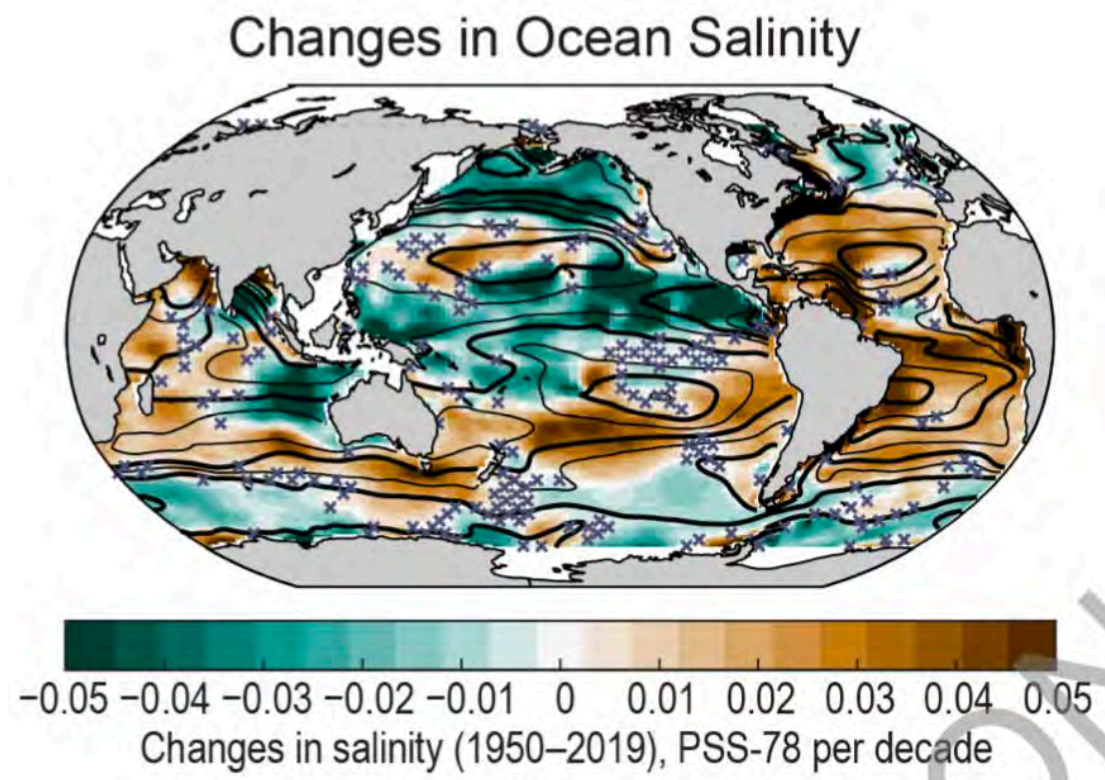 Changes in Ocean Salinity
−0.05 −0.04 −0.03 −0.02 −0.01 0 0.01 0.02 0.03 0.04 0.05
Changes in salinity (1950–2019), PSS-78 per decade